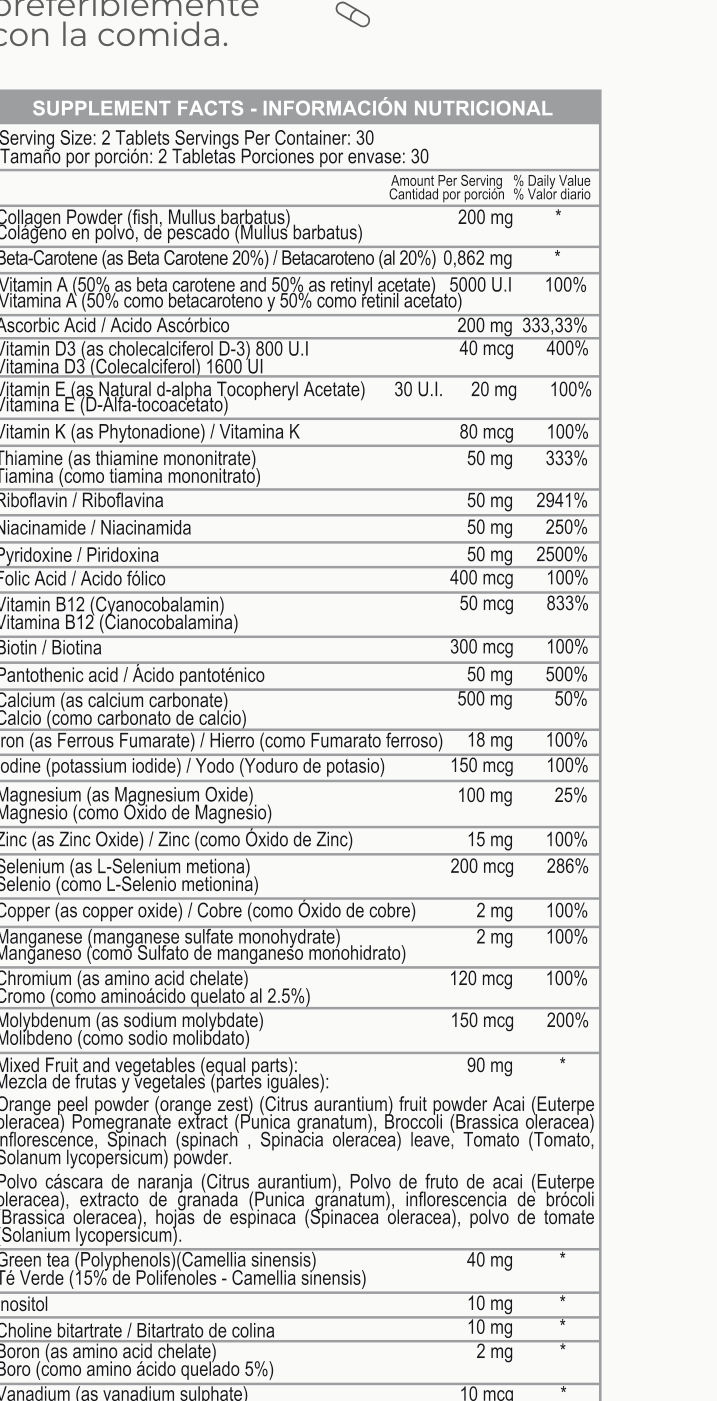 preferiblemente
con la comida.
SUPPLEMENT FACTS - INFORMACIÓN NUTRICIONAL
Serving Size: 2 Tablets Servings Per Container: 30
Tamaño por porción: 2 Tabletas Porciones por envase: 30
Amount Per Serving % Daily Value
Cantidad por porción % Valor diario
Collagen Powder (fish, Mullus barbatus) 200 mg *
Colágeno en polvo, de pescado (Mullus barbatus)
Beta-Carotene (as Beta Carotene 20%) / Betacaroteno (al 20%) 0,862 mg *
Vitamin A (50% as beta carotene and 50% as retinyl acetate) 5000 U.I 100%
Vitamina A (50% como betacaroteno y 50% como retinil acetato)
Ascorbic Acid / Acido Ascórbico 200 mg 333,33%
Vitamin D3 (as cholecalciferol D-3) 800 U.I 40 mcg 400%
Vitamina D3 (Colecalciferol) 1600 UI
Vitamin E (as Natural d-alpha Tocopheryl Acetate) 30 U.I. 20 mg 100%
Vitamina E (D-Alfa-tocoacetato)
Vitamin K (as Phytonadione) / Vitamina K 80 mcg 100%
Thiamine (as thiamine mononitrate) 50 mg 333%
Tiamina (como tiamina mononitrato)
Riboflavin / Riboflavina 50 mg 2941%
Niacinamide / Niacinamida 50 mg 250%
Pyridoxine / Piridoxina 50 mg 2500%
Folic Acid / Acido fólico 400 mcg 100%
Vitamin B12 (Cyanocobalamin) 50 mcg 833%
Vitamina B12 (Cianocobalamina)
Biotin / Biotina 300 mcg 100%
Pantothenic acid / Ácido pantoténico 50 mg 500%
Calcium (as calcium carbonate) 500 mg 50%
Calcio (como carbonato de calcio)
ron (as Ferrous Fumarate) / Hierro (como Fumarato ferroso) 18 mg 100%
odine (potassium iodide) / Yodo (Yoduro de potasio) 150 mcg 100%
Magnesium (as Magnesium Oxide) 100 mg 25%
Magnesio (como Óxido de Magnesio)
Zinc (as Zinc Oxide) / Zinc (como Óxido de Zinc) 15 mg 100%
Selenium (as L-Selenium metiona) 200 mcg 286%
Selenio (como L-Selenio metionina)
Copper (as copper oxide) / Cobre (como Óxido de cobre) 2 mg 100%
Manganese (manganese sulfate monohydrate) 2 mg 100%
Manganeso (como Sulfato de manganeso monohidrato)
Chromium (as amino acid chelate) 120 mcg 100%
Cromo (como aminoácido quelato al 2.5%)
Molybdenum (as sodium molybdate) 150 mcg 200%
Molibdeno (como sodio molibdato)
Mixed Fruit and vegetables (equal parts): 90 mg *
Mezcla de frutas y vegetales (partes iguales):
Orange peel powder (orange zest) (Citrus aurantium) fruit powder Acai (Euterpe
oleracea) Pomegranate extract (Punica granatum), Broccoli (Brassica oleracea)
nflorescence, Spinach (spinach , Spinacia oleracea) leave, Tomato (Tomato,
Solanum lycopersicum) powder.
Polvo cáscara de naranja (Citrus aurantium), Polvo de fruto de acai (Euterpe
oleracea), extracto de granada (Punica granatum), inflorescencia de brócoli
(Brassica oleracea), hojas de espinaca (Spinacea oleracea), polvo de tomate
(Solanium lycopersicum).
Green tea (Polyphenols)(Camellia sinensis) 40 mg *
Té Verde (15% de Polifenoles - Camellia sinensis)
nositol 10 mg *
Choline bitartrate / Bitartrato de colina 10 mg *
Boron (as amino acid chelate) 2 mg *
Boro (como amino ácido quelado 5%)
Vanadium (as vanadium sulphate) 10 mcg *